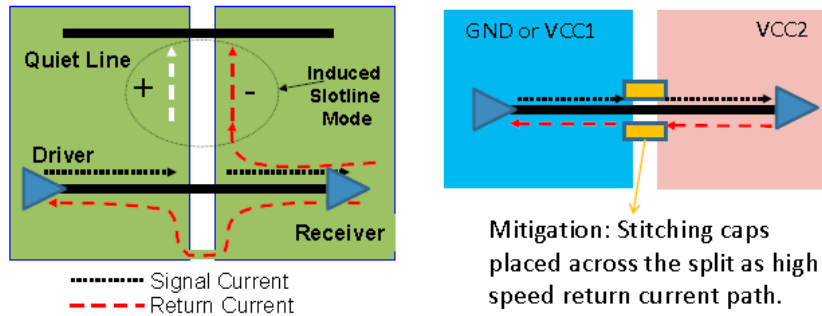 Quiet Line
+
-
Induced
Slotline
Mode
Driver
Receiver
Signal Current
Return Current
GND or VCC1
VCC2
Mitigation: Stitching caps
placed across the split as high
speed return current path.